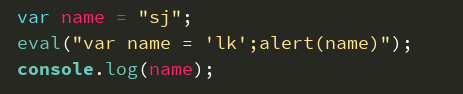 var name = "sj";
eval("var name = 'lk';alert(name)");
console.log(name);